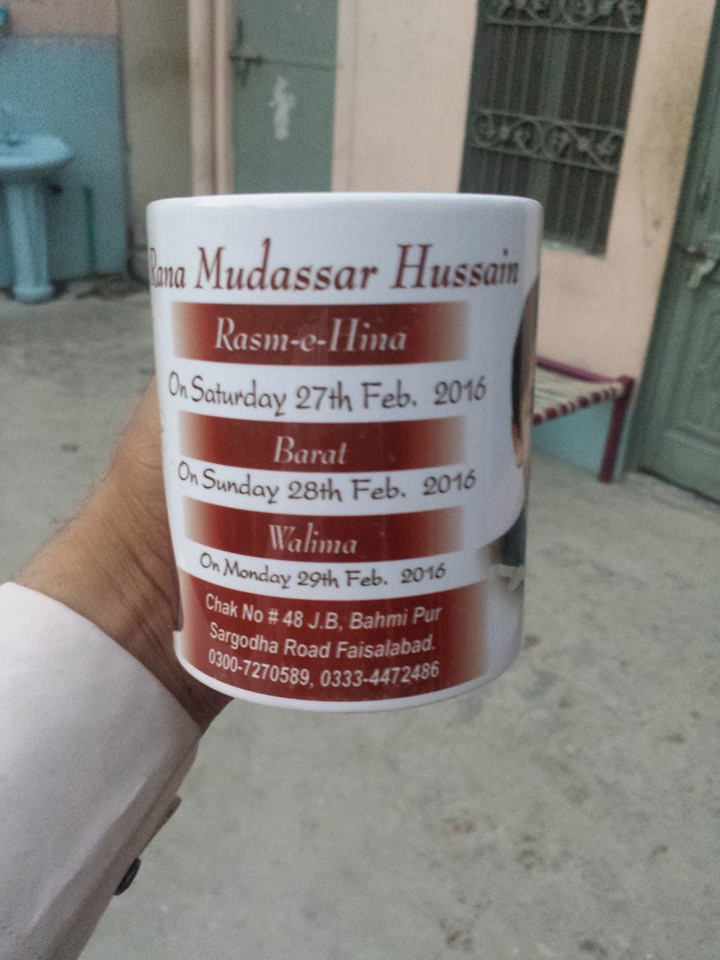 Rana Mudassar Hussain
Rasm-e-Hina
On Saturday 27th Feb. 2016
Barat
On Sunday 28th Feb. 2016
Walima
On Monday 29th Feb. 2016
Chak No # 48 J.B, Bahmi Pur
Sargodha Road Faisalabad.
0300-7270589, 0333-4472486